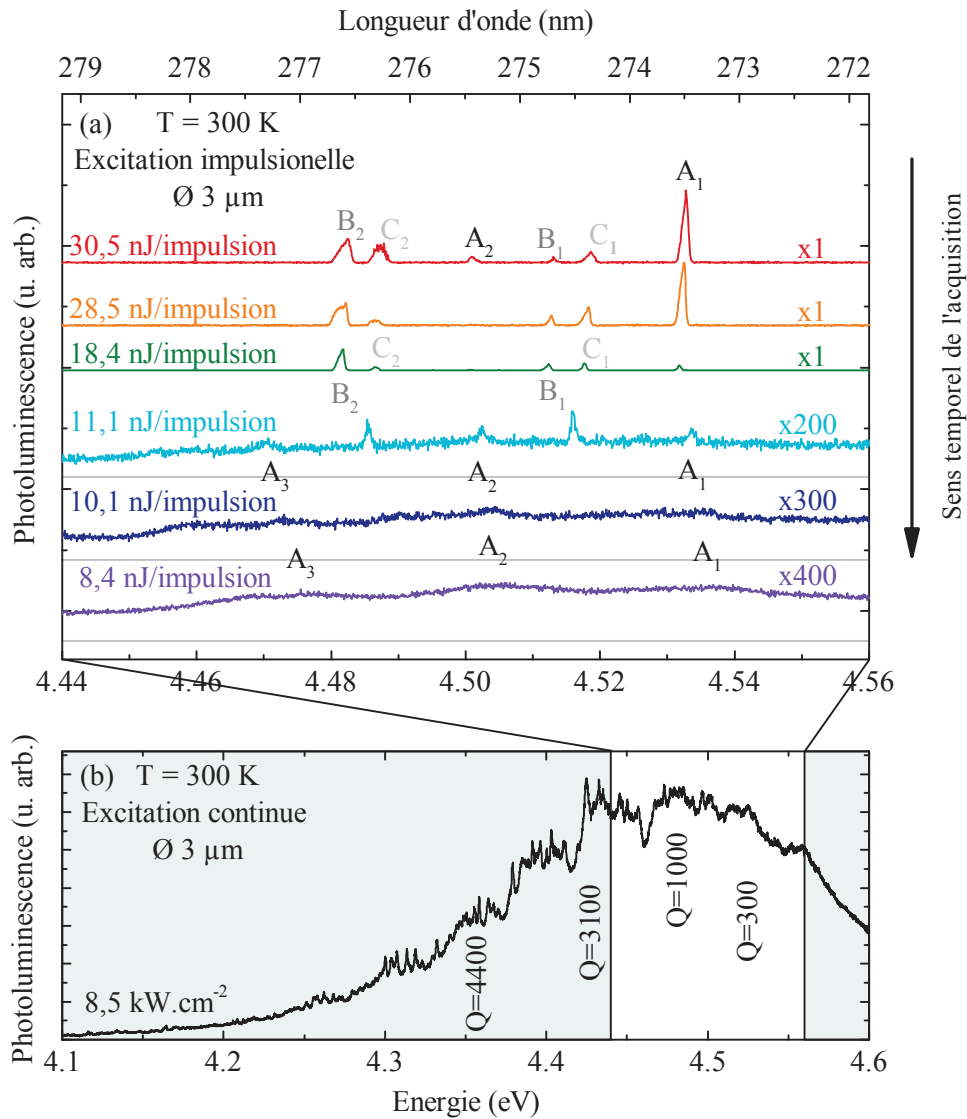 Longueur d'onde (nm)
279 278 277 276 275 274 273 272
(a) T = 300 K
Excitation impulsionelle
Ø 3 µm
A1
B2 C2 A2 B1 C1
30,5 nJ/impulsion x1
28,5 nJ/impulsion x1
18,4 nJ/impulsion x1
C2 C1
B2 B1
11,1 nJ/impulsion x200
A3 A2 A1
10,1 nJ/impulsion x300
A3 A2 A1
8,4 nJ/impulsion x400
Photoluminescence (u. arb.)
Sens temporel de l'acquisition
4.44 4.46 4.48 4.50 4.52 4.54 4.56
(b) T = 300 K
Excitation continue
Ø 3 µm
Q=4400
Q=3100
Q=1000
Q=300
8,5 kW.cm-2
Photoluminescence (u. arb.)
4.1 4.2 4.3 4.4 4.5 4.6
Energie (eV)